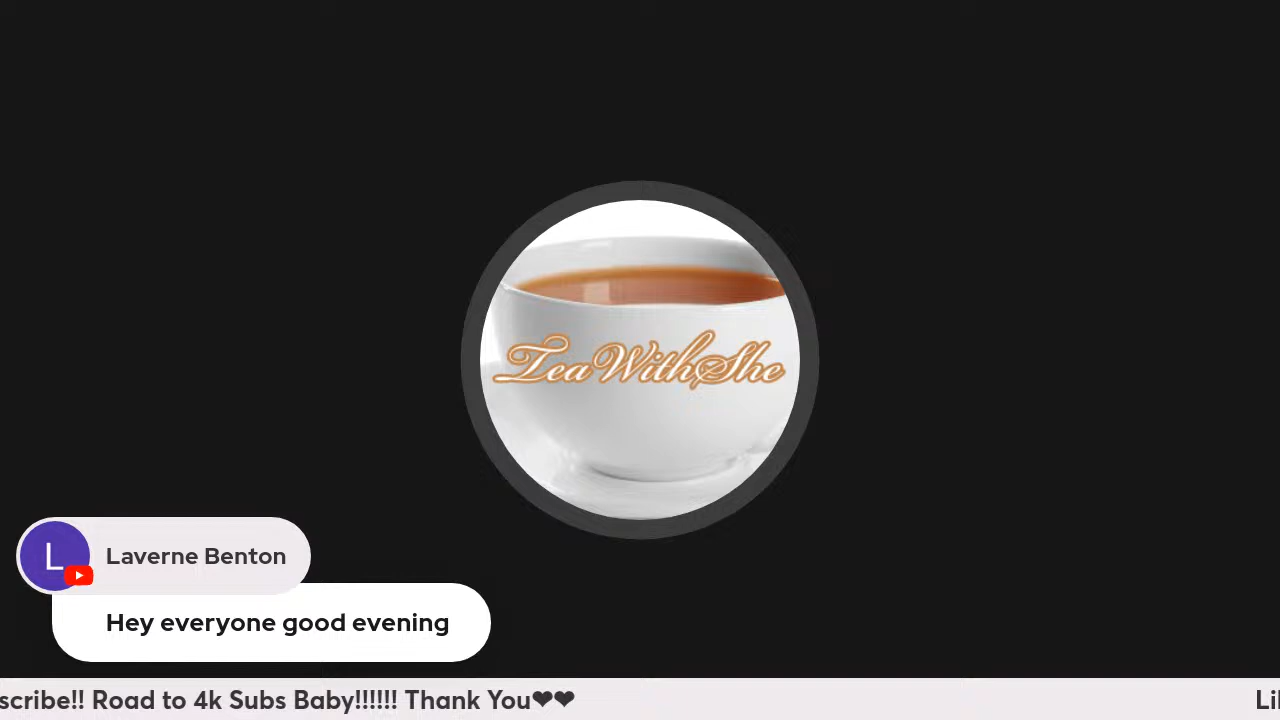 TeaWithShe
L
Laverne Benton
Hey everyone good evening
scribe!! Road to 4k Subs Baby!!!!!! Thank You❤❤